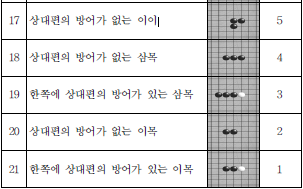 17 상대편의 방어가 없는 이이 5
18 상대편의 방어가 없는 삼목 4
19 한쪽에 상대편의 방어가 있는 삼목 3
20 상대편의 방어가 없는 이목 2
21 한쪽에 상대편의 방어가 있는 이목 1